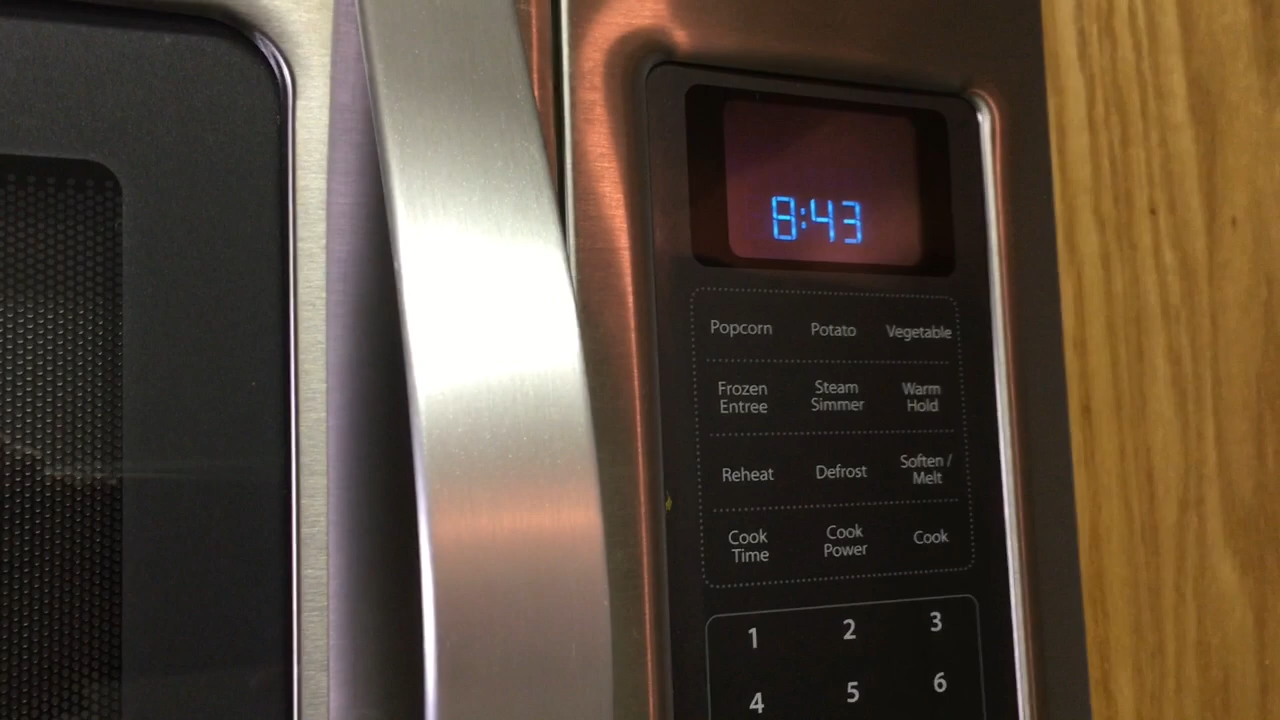 8:43
Popcorn Potato Vegetable
Frozen Entree
Steam Simmer
Warm Hold
Reheat Defrost Soften / Melt
Cook Time
Cook Power
Cook
1 2 3
4 5 6